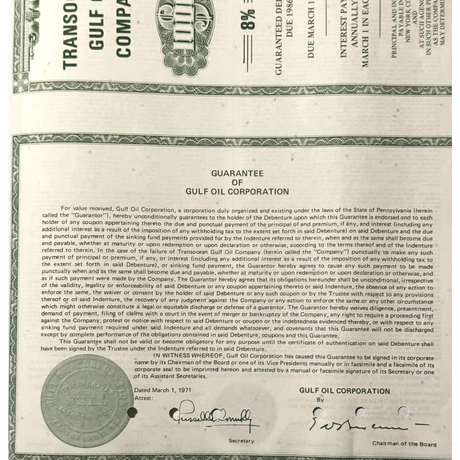 TRANSOC
GULF O
COMPA
8%
GUARANTEED DE
DUE 1986
DUE MARCH 1
INTEREST PAY
ANNUALLY
MARCH 1 IN EAC
PRINCIPAL AND IN
PAYABLE IN
NEW YORK C
AND
AT SUCH AGENC
IN SUCH OTHER P
AS THE COMPA
MAY DETERMIN
GUARANTEE
OF
GULF OIL CORPORATION
For value received, Gulf Oil Corporation, a corporation duly organized and existing under the laws of the State of Pennsylvania (herein
called the "Guarantor"), hereby unconditionally guarantees to the holder of the Debenture upon which this Guarantee is endorsed and to each
holder of any coupon appertaining thereto the due and punctual payment of the principal of and premium, if any, and interest (including any
additional interest as a result of the imposition of any withholding tax to the extent set forth in said Debenture) on said Debenture and the due
and punctual payment of the sinking fund payments provided for by the Indenture referred to therein, when and as the same shall become due
and payable, whether at maturity or upon redemption or upon declaration or otherwise, according to the terms thereof and of the Indenture
referred to therein. In case of the failure of Transocean Gulf Oil Company (herein called the "Company") punctually to make any such
payment of principal or premium, if any, or interest (including any additional interest as a result of the imposition of any withholding tax to
the extent set forth in said Debenture), or sinking fund payment, the Guarantor hereby agrees to cause any such payment to be made
punctually when and as the same shall become due and payable, whether at maturity or upon redemption or upon declaration or otherwise, and
as if such payment were made by the Company. The Guarantor hereby agrees that its obligations hereunder shall be unconditional, irrespective
of the validity, legality or enforceability of said Debenture or any coupon appertaining thereto or said Indenture, the absence of any action to
enforce the same, any waiver or consent by the holder of said Debenture or of such coupon or by the Trustee with respect to any provisions
thereof or of said Indenture, the recovery of any judgment against the Company or any action to enforce the same or any other circumstance
which might otherwise constitute a legal or equitable discharge or defense of a guarantor. The Guarantor hereby waives diligence, presentment,
demand of payment, filing of claims with a court in the event of merger or bankruptcy of the Company, any right to require a proceeding first
against the Company, protest or notice with respect to said Debenture or coupon or the indebtedness evidenced thereby, or with respect to any
sinking fund payment required under said Indenture and all demands whatsoever, and covenants that this Guarantee will not be discharged
except by complete performance of the obligations contained in said Debenture, coupons and this Guarantee.
This Guarantee shall not be valid or become obligatory for any purpose until the certificate of authentication on said Debenture shall
have been signed by the Trustee under the Indenture referred to in said Debenture.
IN WITNESS WHEREOF, Gulf Oil Corporation has caused this Guarantee to be signed in its corporate
name by its Chairman of the Board or one of its Vice Presidents manually or in facsimile and a facsimile of its
corporate seal to be imprinted hereon and attested by a manual or facsimile signature of its Secretary or one
of its Assistant Secretaries.
Dated March 1, 1971
GULF OIL CORPORATION
Attest:
Secretary
Chairman of the Board